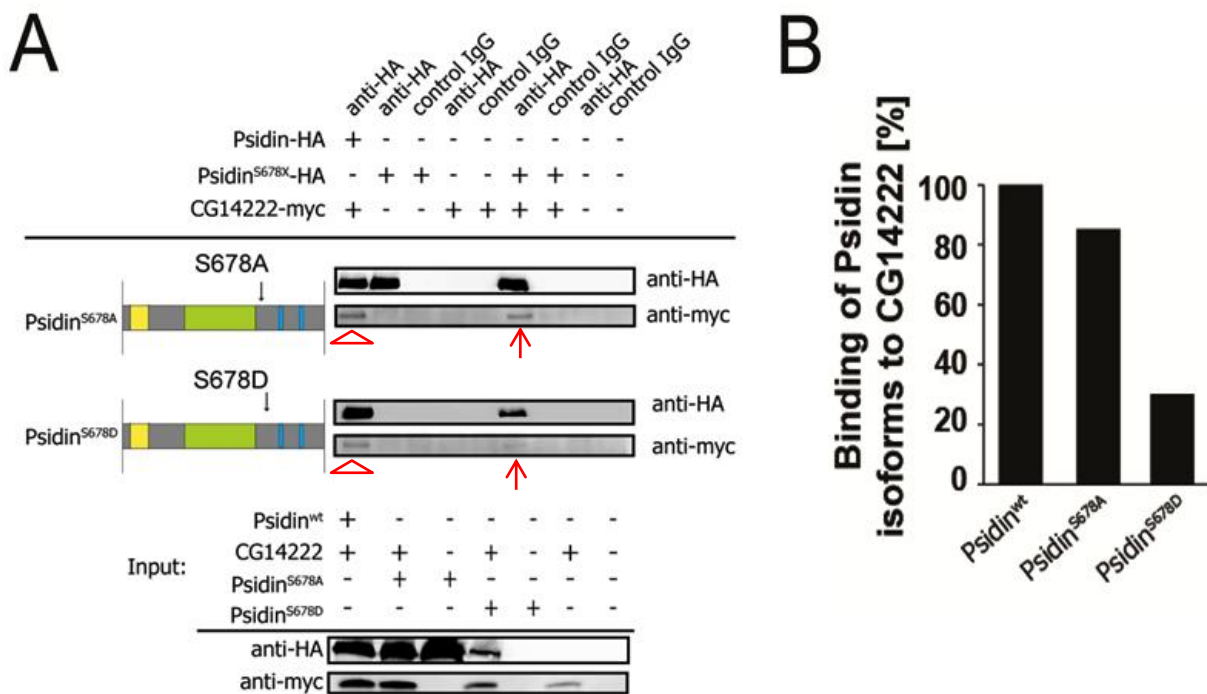 A
anti-HA anti-HA control IgG anti-HA control IgG anti-HA control IgG anti-HA control IgG
Psidin-HA + - - - - - - - -
PsidinS678X-HA - + + - - + + - -
CG14222-myc + - - + + + + - -
S678A
PsidinS678A
anti-HA
anti-myc
S678D
PsidinS678D
anti-HA
anti-myc
Input:
Psidinwt + - - - - - -
CG14222 + + - + - + -
PsidinS678A - + + - - - -
PsidinS678D - - - + + - -
anti-HA
anti-myc
B
Binding of Psidin
isoforms to CG14222 [%]
100
80
60
40
20
0
Psidinwt PsidinS678A PsidinS678D